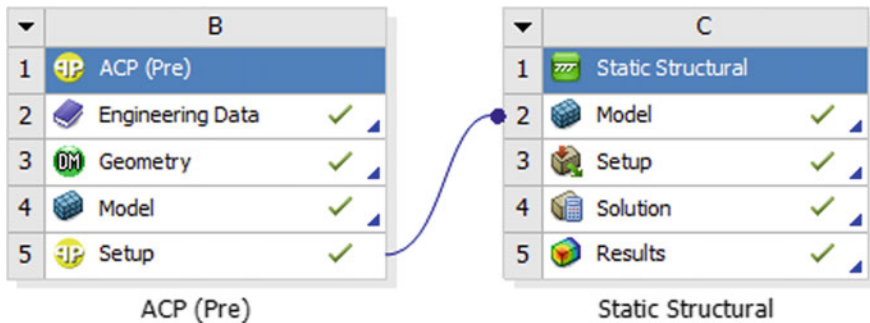 B
1 ACP (Pre)
2 Engineering Data
3 DM Geometry
4 Model
5 Setup
ACP (Pre)
C
1 Static Structural
2 Model
3 Setup
4 Solution
5 Results
Static Structural